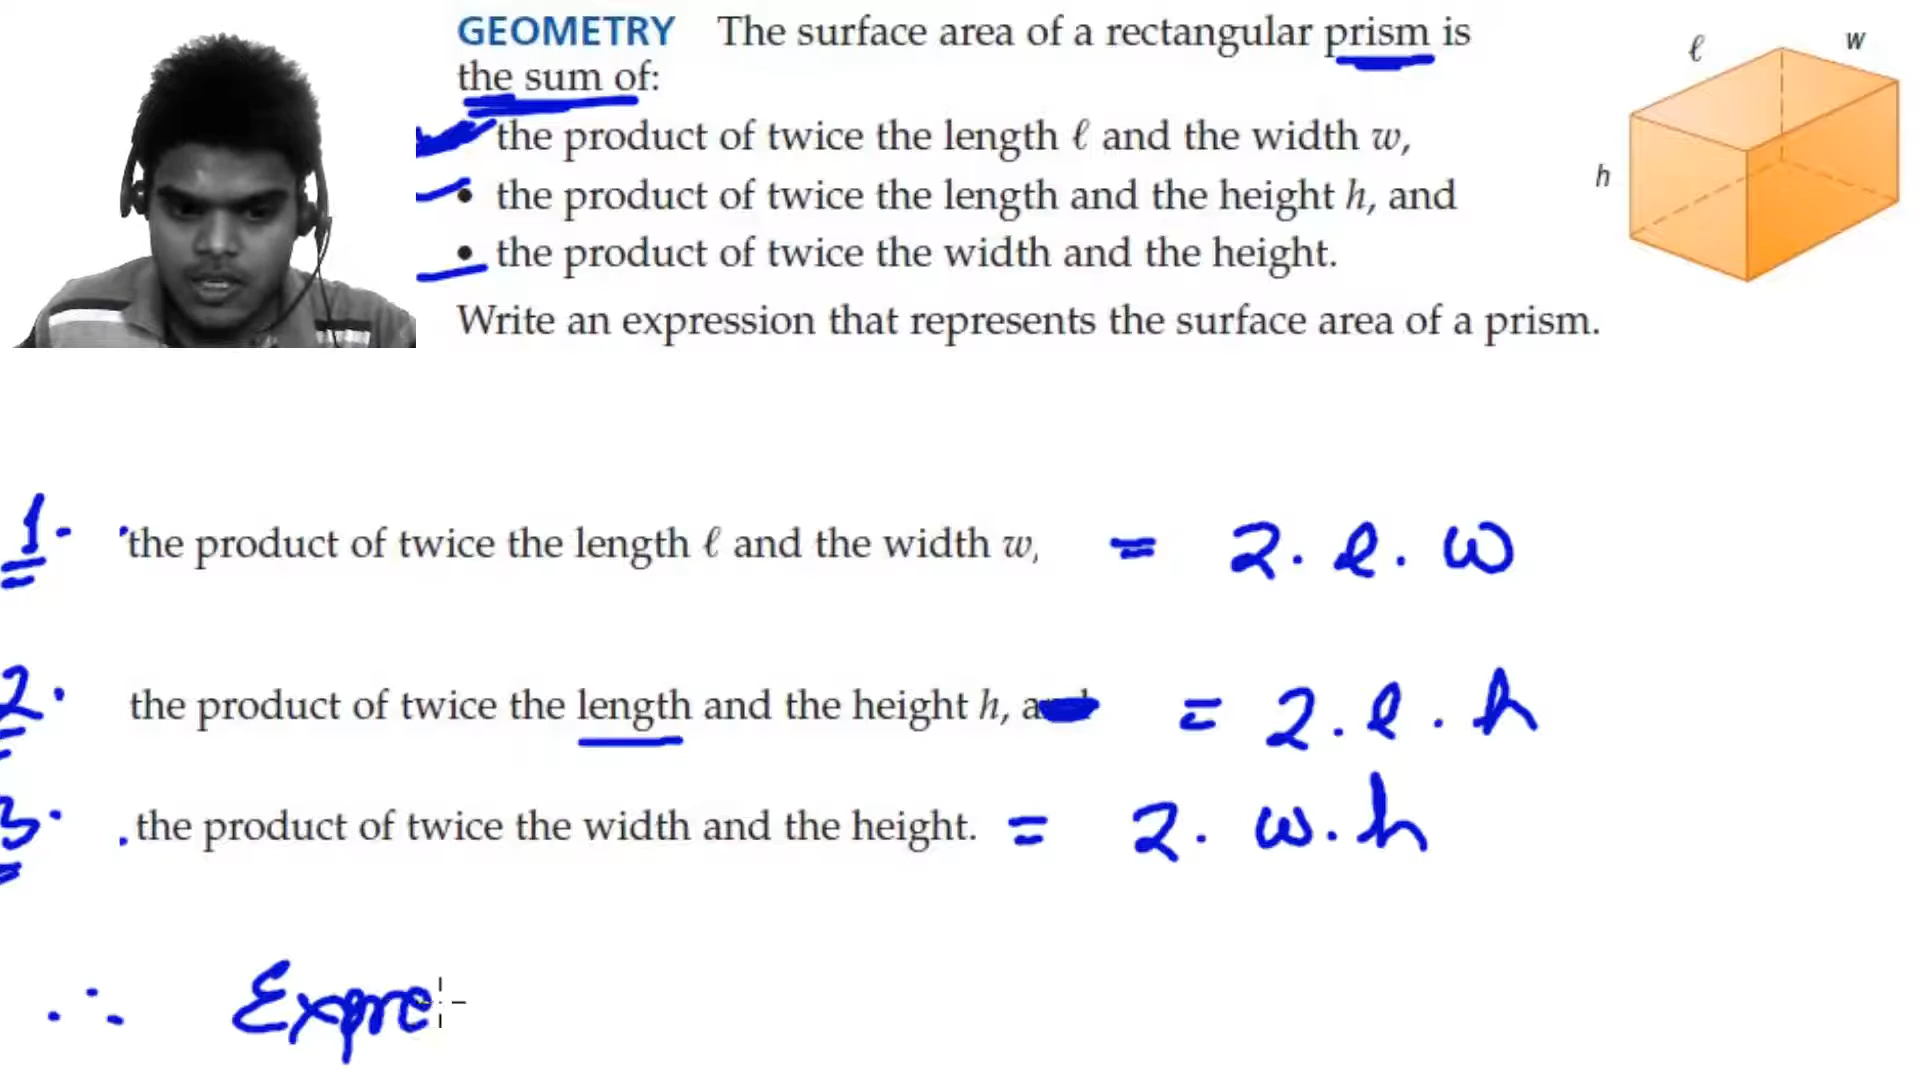 GEOMETRY The surface area of a rectangular prism is
the sum of:
the product of twice the length ℓ and the width w,
• the product of twice the length and the height h, and
• the product of twice the width and the height.
Write an expression that represents the surface area of a prism.
ℓ
w
h
1. the product of twice the length ℓ and the width w, = 2 . l . w
2. the product of twice the length and the height h, = 2 . l . h
3. the product of twice the width and the height. = 2 . w . h
∴ Expre